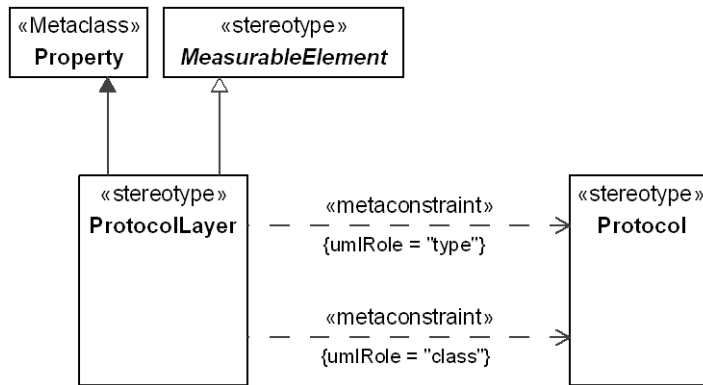 «Metaclass»
Property
«stereotype»
MeasurableElement
«stereotype»
ProtocolLayer
«metaconstraint»
{umlRole = "type"}
«metaconstraint»
{umlRole = "class"}
«stereotype»
Protocol